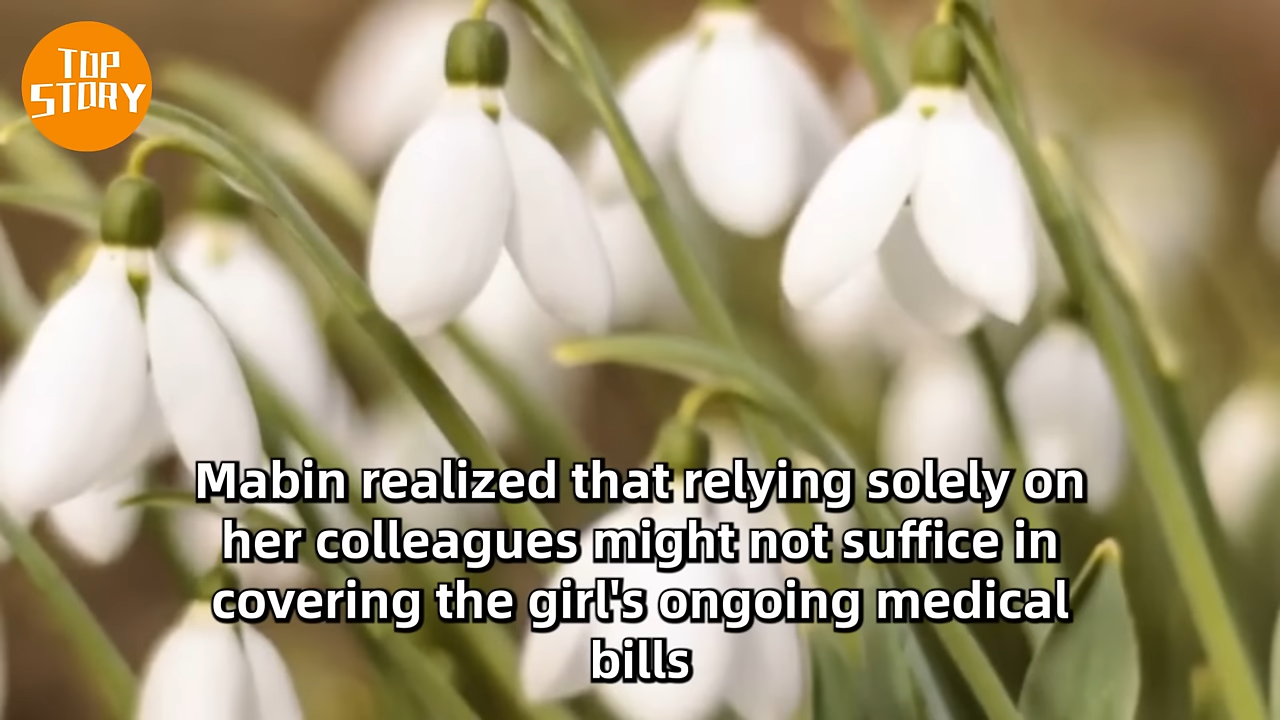 TOP
STORY
Mabin realized that relying solely on
her colleagues might not suffice in
covering the girl's ongoing medical
bills